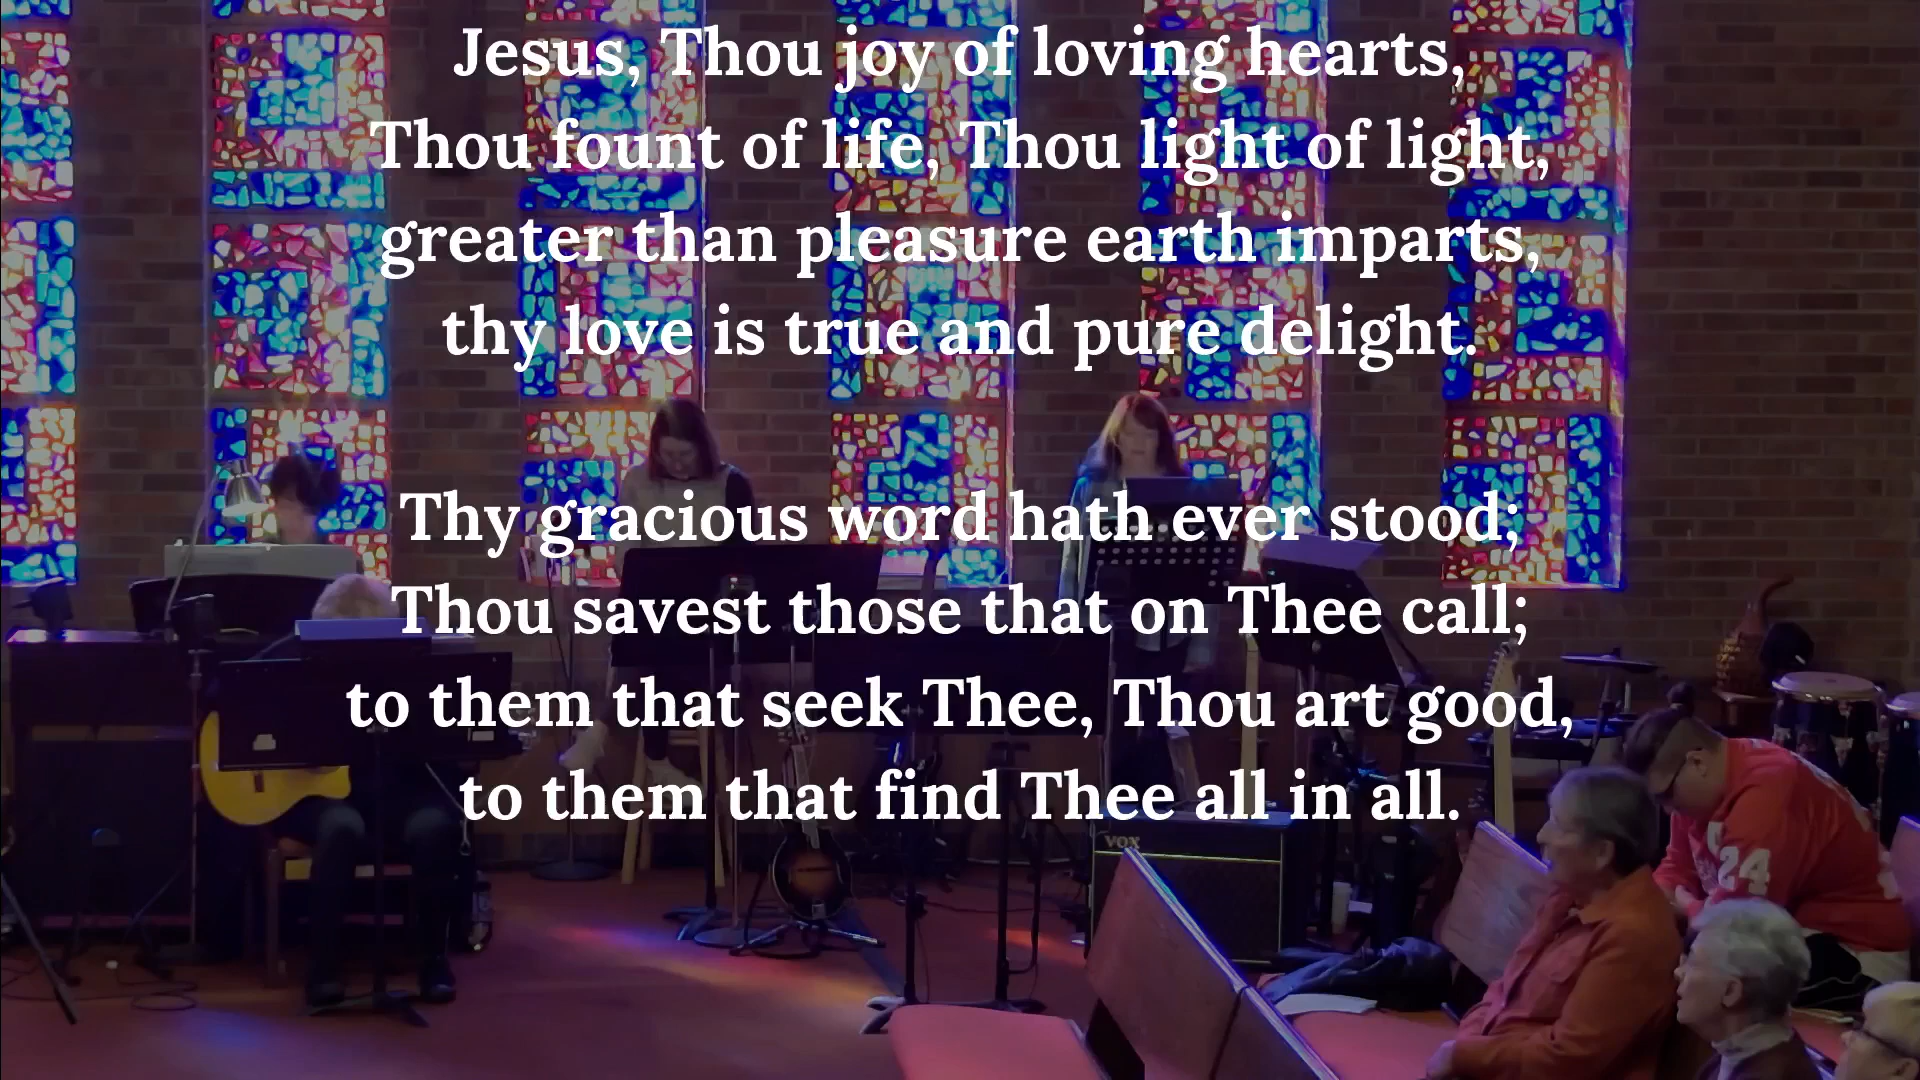 Jesus, Thou joy of loving hearts,
Thou fount of life, Thou light of light,
greater than pleasure earth imparts,
thy love is true and pure delight.
Thy gracious word hath ever stood;
Thou savest those that on Thee call;
to them that seek Thee, Thou art good,
to them that find Thee all in all.
VOX
24